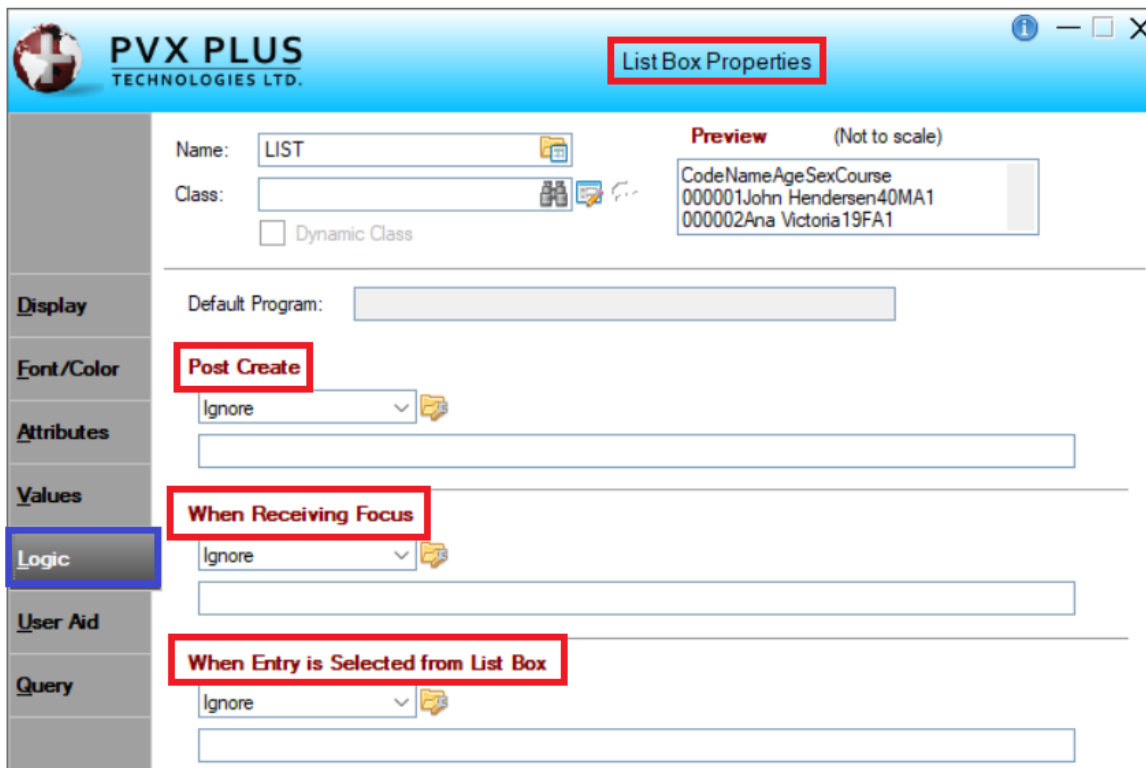 PVX PLUS
TECHNOLOGIES LTD.
List Box Properties
Name:
LIST
Class:
Dynamic Class
Preview
(Not to scale)
CodeNameAgeSexCourse
000001John Hendersen40MA1
000002Ana Victoria19FA1
Display
Font/Color
Attributes
Values
Logic
User Aid
Query
Default Program:
Post Create
Ignore
When Receiving Focus
Ignore
When Entry is Selected from List Box
Ignore